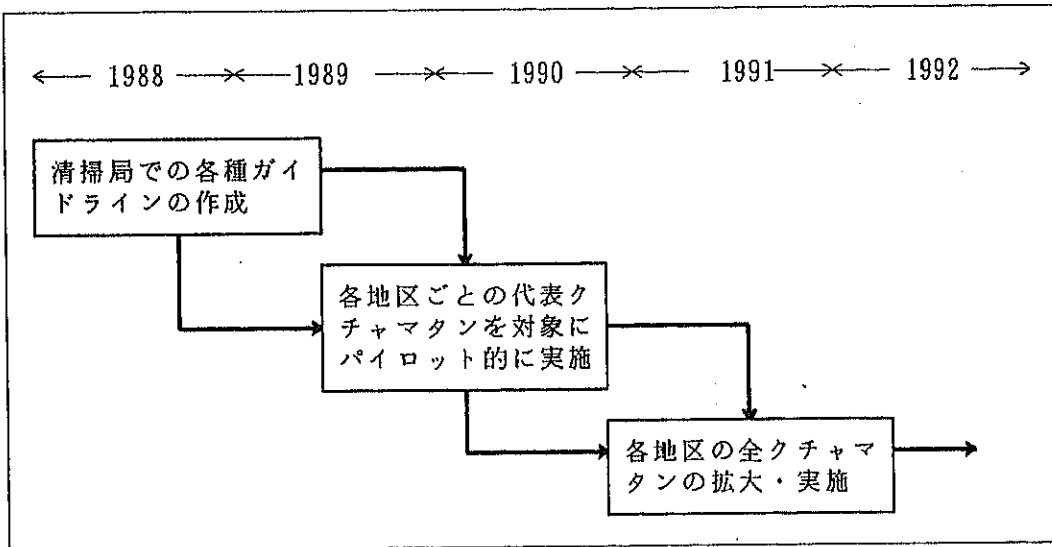 1988 1989 1990 1991 1992
清掃局での各種ガイ
ドラインの作成
各地区ごとの代表ク
チャマタンを対象に
パイロット的に実施
各地区の全クチャマ
タンの拡大・実施